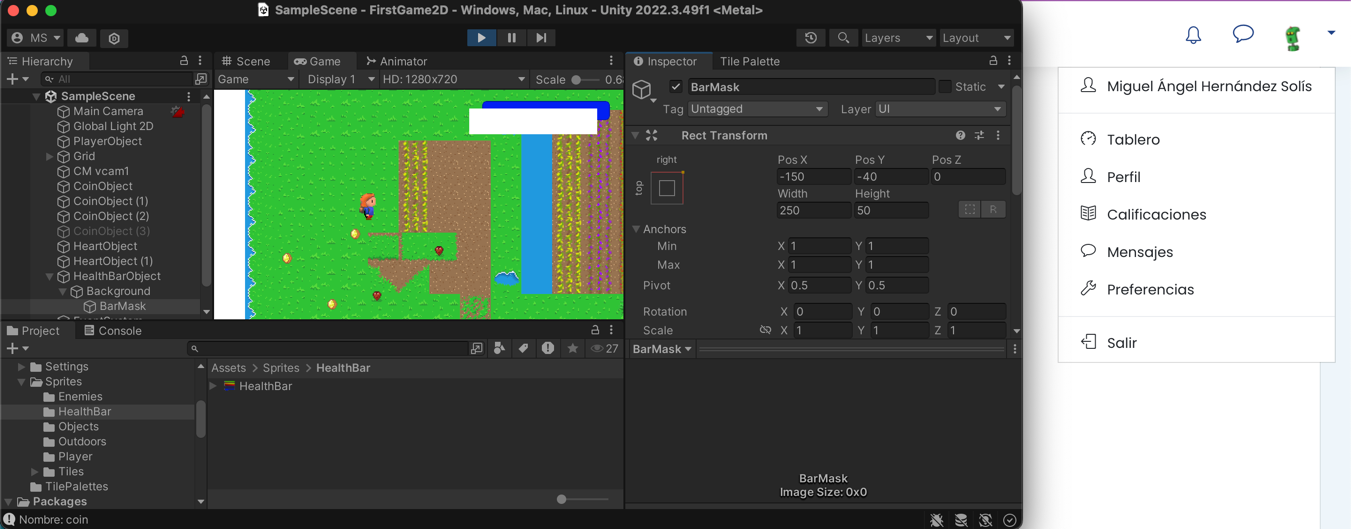 SampleScene - FirstGame2D - Windows, Mac, Linux - Unity 2022.3.49f1 <Metal>
MS
Layers
Layout
Hierarchy
All
SampleScene
Main Camera
Global Light 2D
PlayerObject
Grid
CM vcam1
CoinObject
CoinObject (1)
CoinObject (2)
CoinObject (3)
HeartObject
HeartObject (1)
HealthBarObject
Background
BarMask
Scene
Game
Animator
Game
Display 1
HD: 1280x720
Scale
Inspector
Tile Palette
BarMask
Static
Tag Untagged
Layer UI
Rect Transform
right
top
Pos X Pos Y Pos Z
-150 -40 0
Width Height
250 50
R
Anchors
Min X 1 Y 1
Max X 1 Y 1
Pivot X 0.5 Y 0.5
Rotation X 0 Y 0 Z 0
Scale X 1 Y 1 Z 1
BarMask
BarMask
Image Size: 0x0
Project
Console
27
Settings
Sprites
Enemies
HealthBar
Objects
Outdoors
Player
Tiles
TilePalettes
Packages
Assets > Sprites > HealthBar
HealthBar
Nombre: coin
Miguel Ángel Hernández Solís
Tablero
Perfil
Calificaciones
Mensajes
Preferencias
Salir